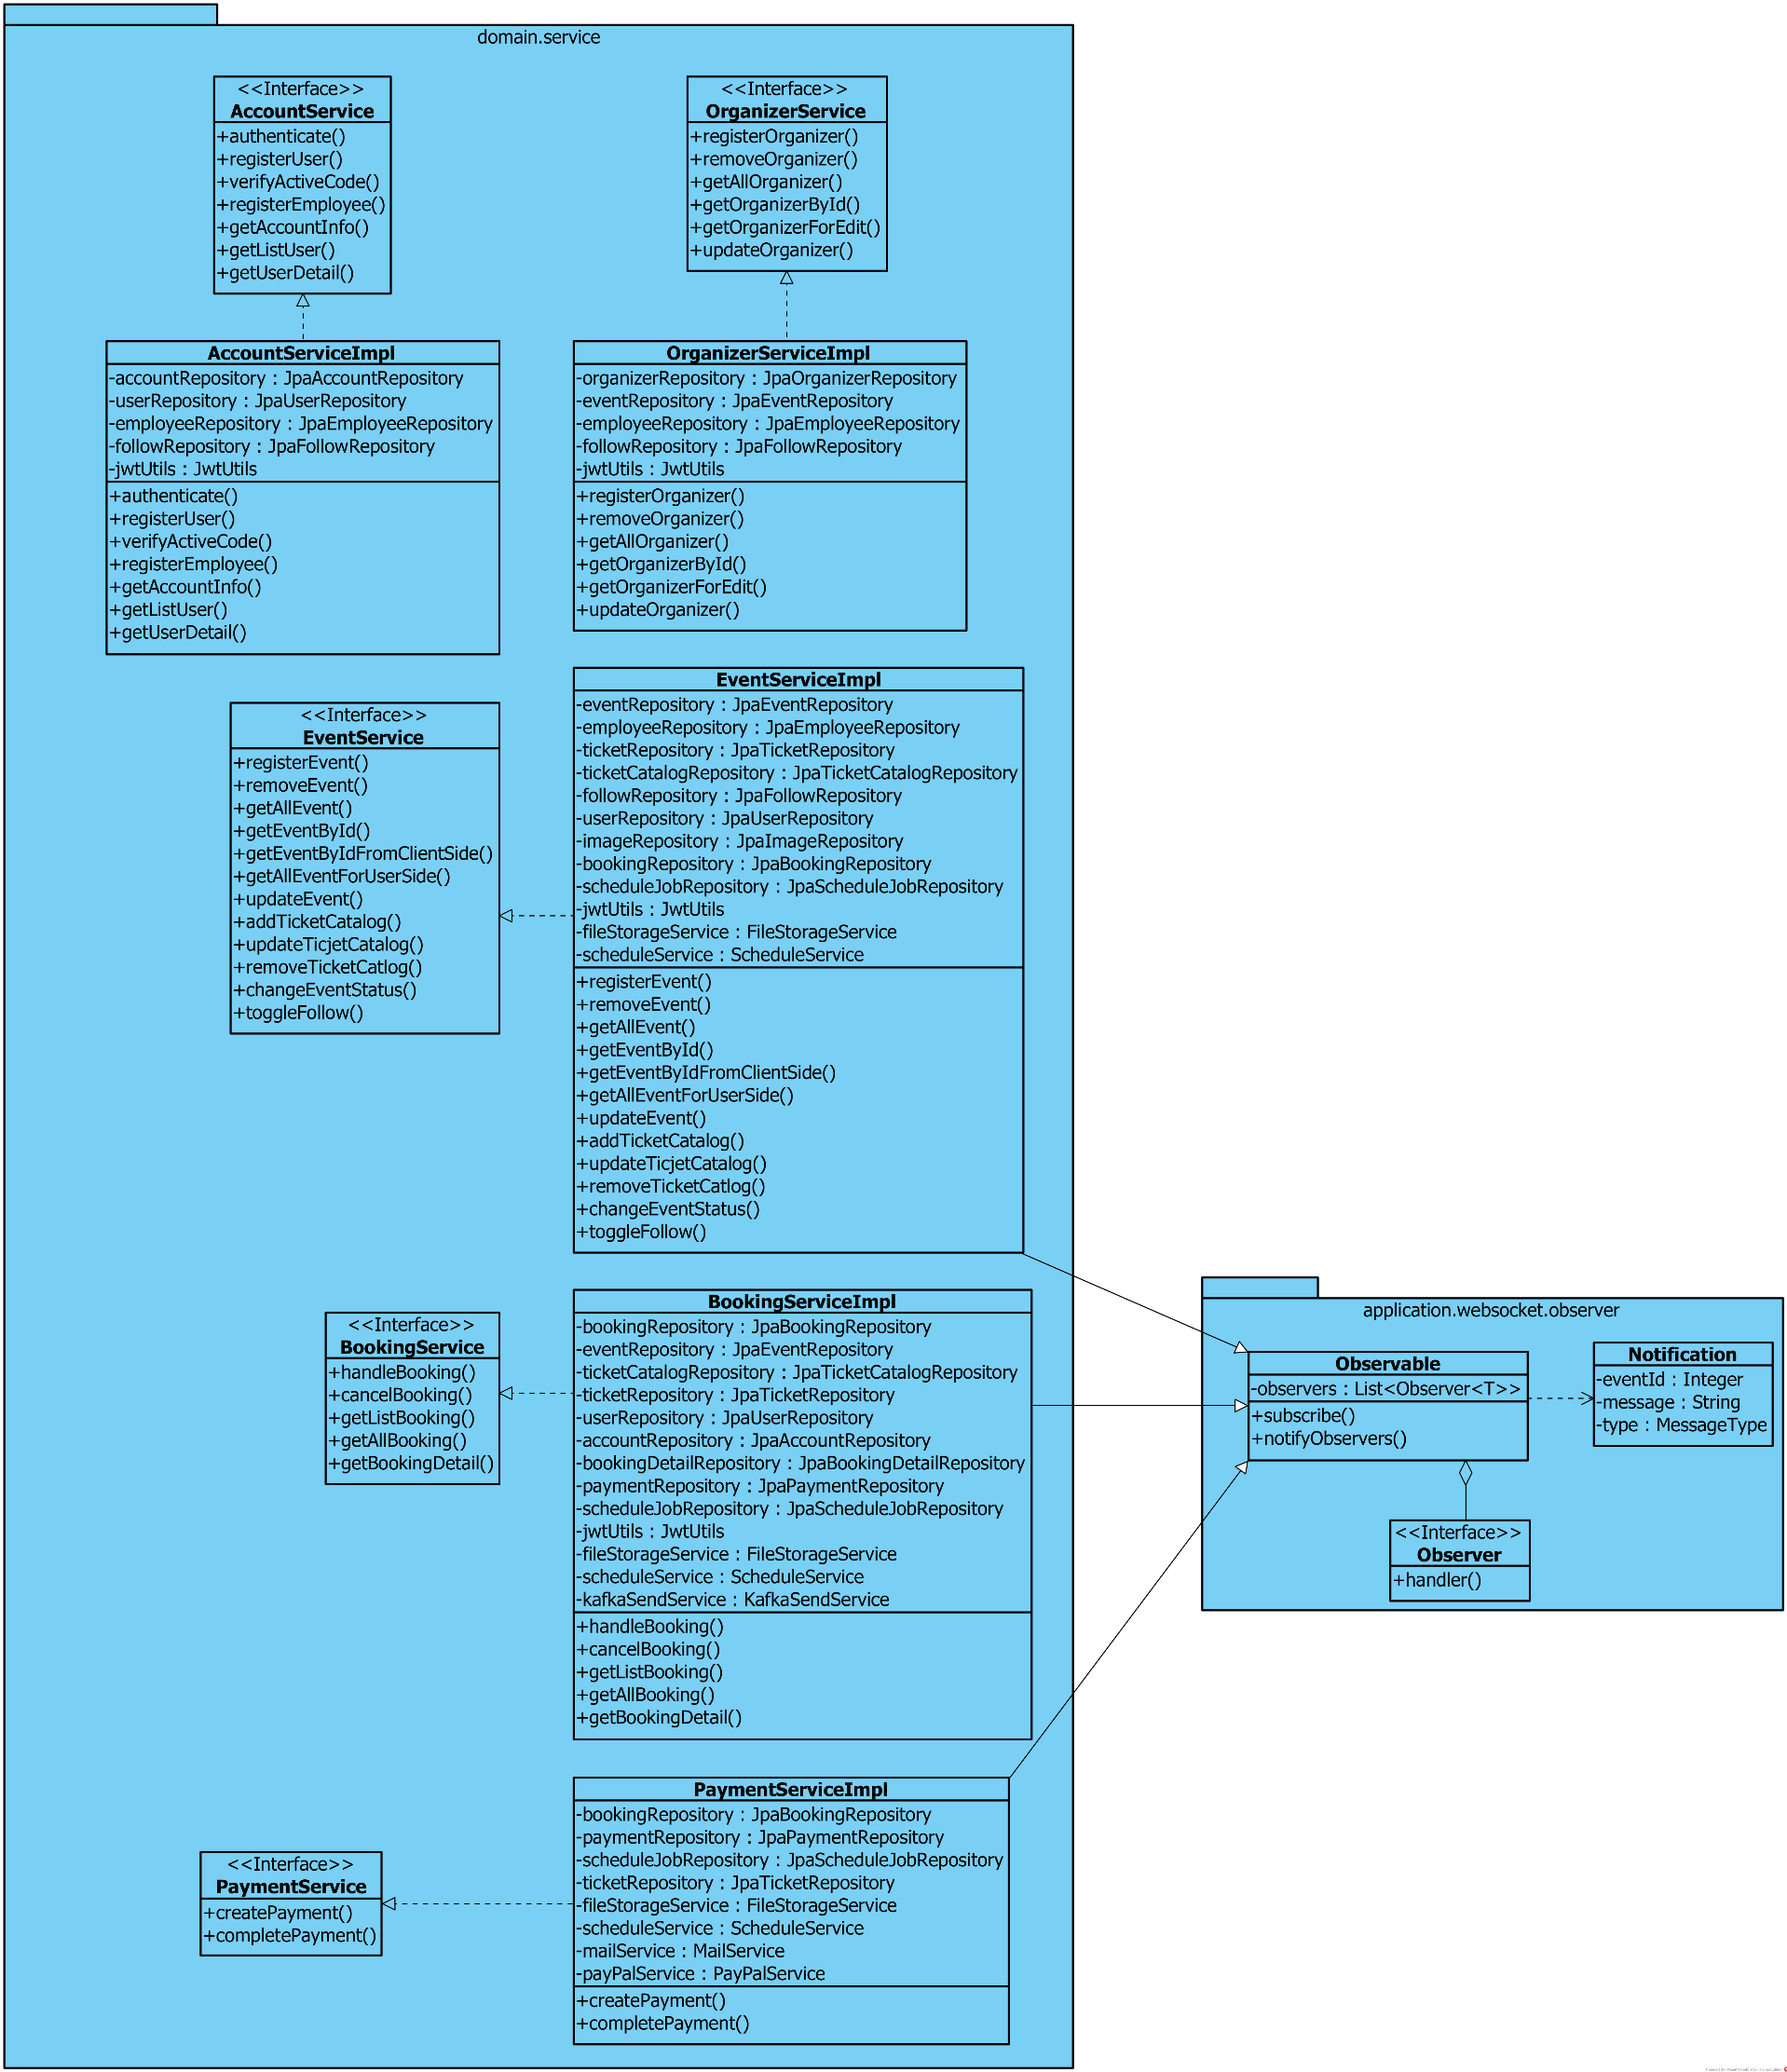 domain.service
<<Interface>>
AccountService
+authenticate()
+registerUser()
+verifyActiveCode()
+registerEmployee()
+getAccountInfo()
+getListUser()
+getUserDetail()
<<Interface>>
OrganizerService
+registerOrganizer()
+removeOrganizer()
+getAllOrganizer()
+getOrganizerById()
+getOrganizerForEdit()
+updateOrganizer()
AccountServiceImpl
-accountRepository : JpaAccountRepository
-userRepository : JpaUserRepository
-employeeRepository : JpaEmployeeRepository
-followRepository : JpaFollowRepository
-jwtUtils : JwtUtils
+authenticate()
+registerUser()
+verifyActiveCode()
+registerEmployee()
+getAccountInfo()
+getListUser()
+getUserDetail()
OrganizerServiceImpl
-organizerRepository : JpaOrganizerRepository
-eventRepository : JpaEventRepository
-employeeRepository : JpaEmployeeRepository
-followRepository : JpaFollowRepository
-jwtUtils : JwtUtils
+registerOrganizer()
+removeOrganizer()
+getAllOrganizer()
+getOrganizerById()
+getOrganizerForEdit()
+updateOrganizer()
<<Interface>>
EventService
+registerEvent()
+removeEvent()
+getAllEvent()
+getEventById()
+getEventByIdFromClientSide()
+getAllEventForUserSide()
+updateEvent()
+addTicketCatalog()
+updateTicjetCatalog()
+removeTicketCatlog()
+changeEventStatus()
+toggleFollow()
EventServiceImpl
-eventRepository : JpaEventRepository
-employeeRepository : JpaEmployeeRepository
-ticketRepository : JpaTicketRepository
-ticketCatalogRepository : JpaTicketCatalogRepository
-followRepository : JpaFollowRepository
-userRepository : JpaUserRepository
-imageRepository : JpaImageRepository
-bookingRepository : JpaBookingRepository
-scheduleJobRepository : JpaScheduleJobRepository
-jwtUtils : JwtUtils
-fileStorageService : FileStorageService
-scheduleService : ScheduleService
+registerEvent()
+removeEvent()
+getAllEvent()
+getEventById()
+getEventByIdFromClientSide()
+getAllEventForUserSide()
+updateEvent()
+addTicketCatalog()
+updateTicjetCatalog()
+removeTicketCatlog()
+changeEventStatus()
+toggleFollow()
<<Interface>>
BookingService
+handleBooking()
+cancelBooking()
+getListBooking()
+getAllBooking()
+getBookingDetail()
BookingServiceImpl
-bookingRepository : JpaBookingRepository
-eventRepository : JpaEventRepository
-ticketCatalogRepository : JpaTicketCatalogRepository
-ticketRepository : JpaTicketRepository
-userRepository : JpaUserRepository
-accountRepository : JpaAccountRepository
-bookingDetailRepository : JpaBookingDetailRepository
-paymentRepository : JpaPaymentRepository
-scheduleJobRepository : JpaScheduleJobRepository
-jwtUtils : JwtUtils
-fileStorageService : FileStorageService
-scheduleService : ScheduleService
-kafkaSendService : KafkaSendService
+handleBooking()
+cancelBooking()
+getListBooking()
+getAllBooking()
+getBookingDetail()
<<Interface>>
PaymentService
+createPayment()
+completePayment()
PaymentServiceImpl
-bookingRepository : JpaBookingRepository
-paymentRepository : JpaPaymentRepository
-scheduleJobRepository : JpaScheduleJobRepository
-ticketRepository : JpaTicketRepository
-fileStorageService : FileStorageService
-scheduleService : ScheduleService
-mailService : MailService
-payPalService : PayPalService
+createPayment()
+completePayment()
application.websocket.observer
Observable
-observers : List<Observer<T>>
+subscribe()
+notifyObservers()
Notification
-eventId : Integer
-message : String
-type : MessageType
<<Interface>>
Observer
+handler()